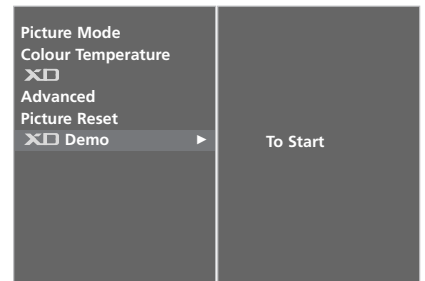 Picture Mode
Colour Temperature
XD
Advanced
Picture Reset
XD Demo ►
To Start